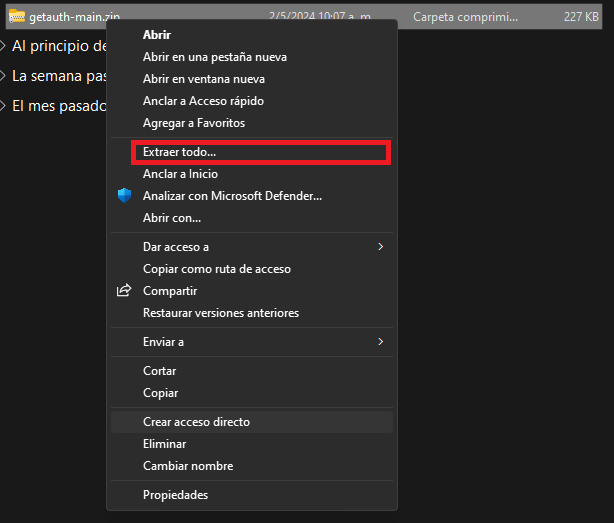 getauth-main.zip 2/5/2024 10:07 a. m. Carpeta comprimi... 227 KB
Al principio de
La semana pas
El mes pasado
Abrir
Abrir en una pestaña nueva
Abrir en ventana nueva
Anclar a Acceso rápido
Agregar a Favoritos
Extraer todo...
Anclar a Inicio
Analizar con Microsoft Defender...
Abrir con...
Dar acceso a
Copiar como ruta de acceso
Compartir
Restaurar versiones anteriores
Enviar a
Cortar
Copiar
Crear acceso directo
Eliminar
Cambiar nombre
Propiedades